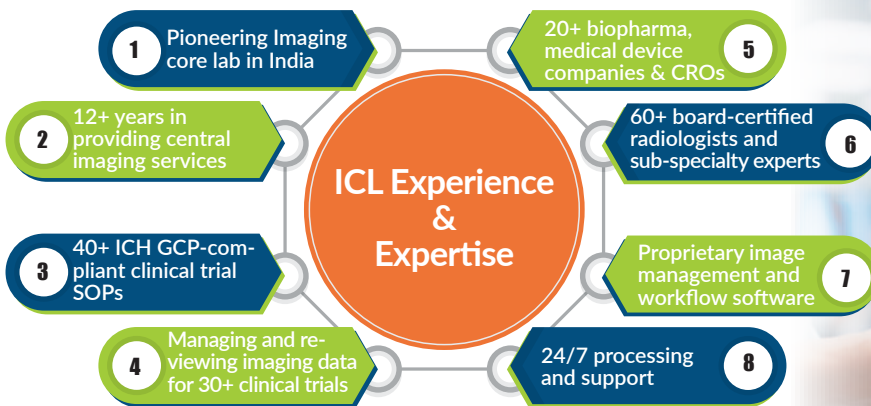 1
Pioneering Imaging
core lab in India
2
12+ years in
providing central
imaging services
3
40+ ICH GCP-com-
pliant clinical trial
SOPs
4
Managing and re-
viewing imaging data
for 30+ clinical trials
ICL Experience
&
Expertise
20+ biopharma,
medical device
companies & CROs
5
60+ board-certified
radiologists and
sub-specialty experts
6
Proprietary image
management and
workflow software
7
24/7 processing
and support
8